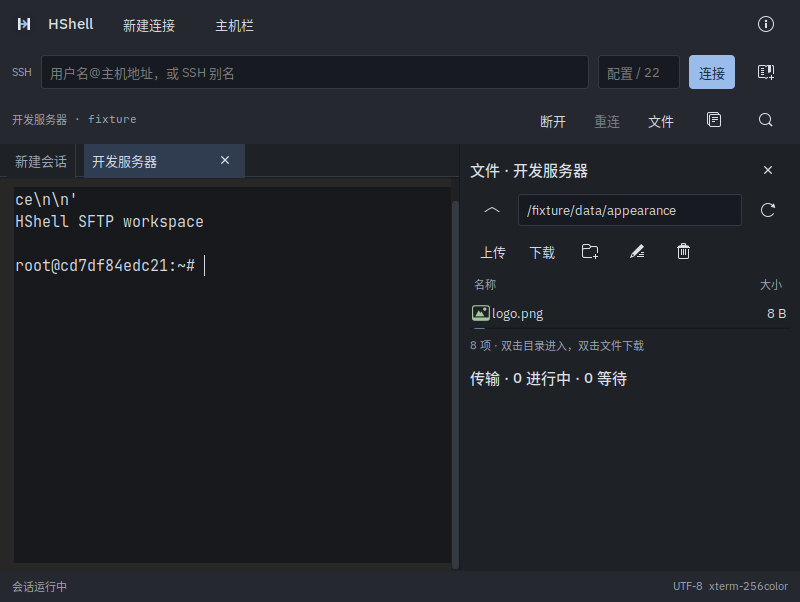 HShell 新建连接 主机栏
SSH 用户名@主机地址，或 SSH 别名 配置 / 22 连接
开发服务器 · fixture 断开 重连 文件
新建会话 开发服务器 ×
ce\n\n'
HShell SFTP workspace
root@cd7df84edc21:~#
文件 · 开发服务器 ×
/fixture/data/appearance
上传 下载
名称 大小
logo.png 8 B
8 项 · 双击目录进入，双击文件下载
传输 · 0 进行中 · 0 等待
会话运行中 UTF-8 xterm-256color